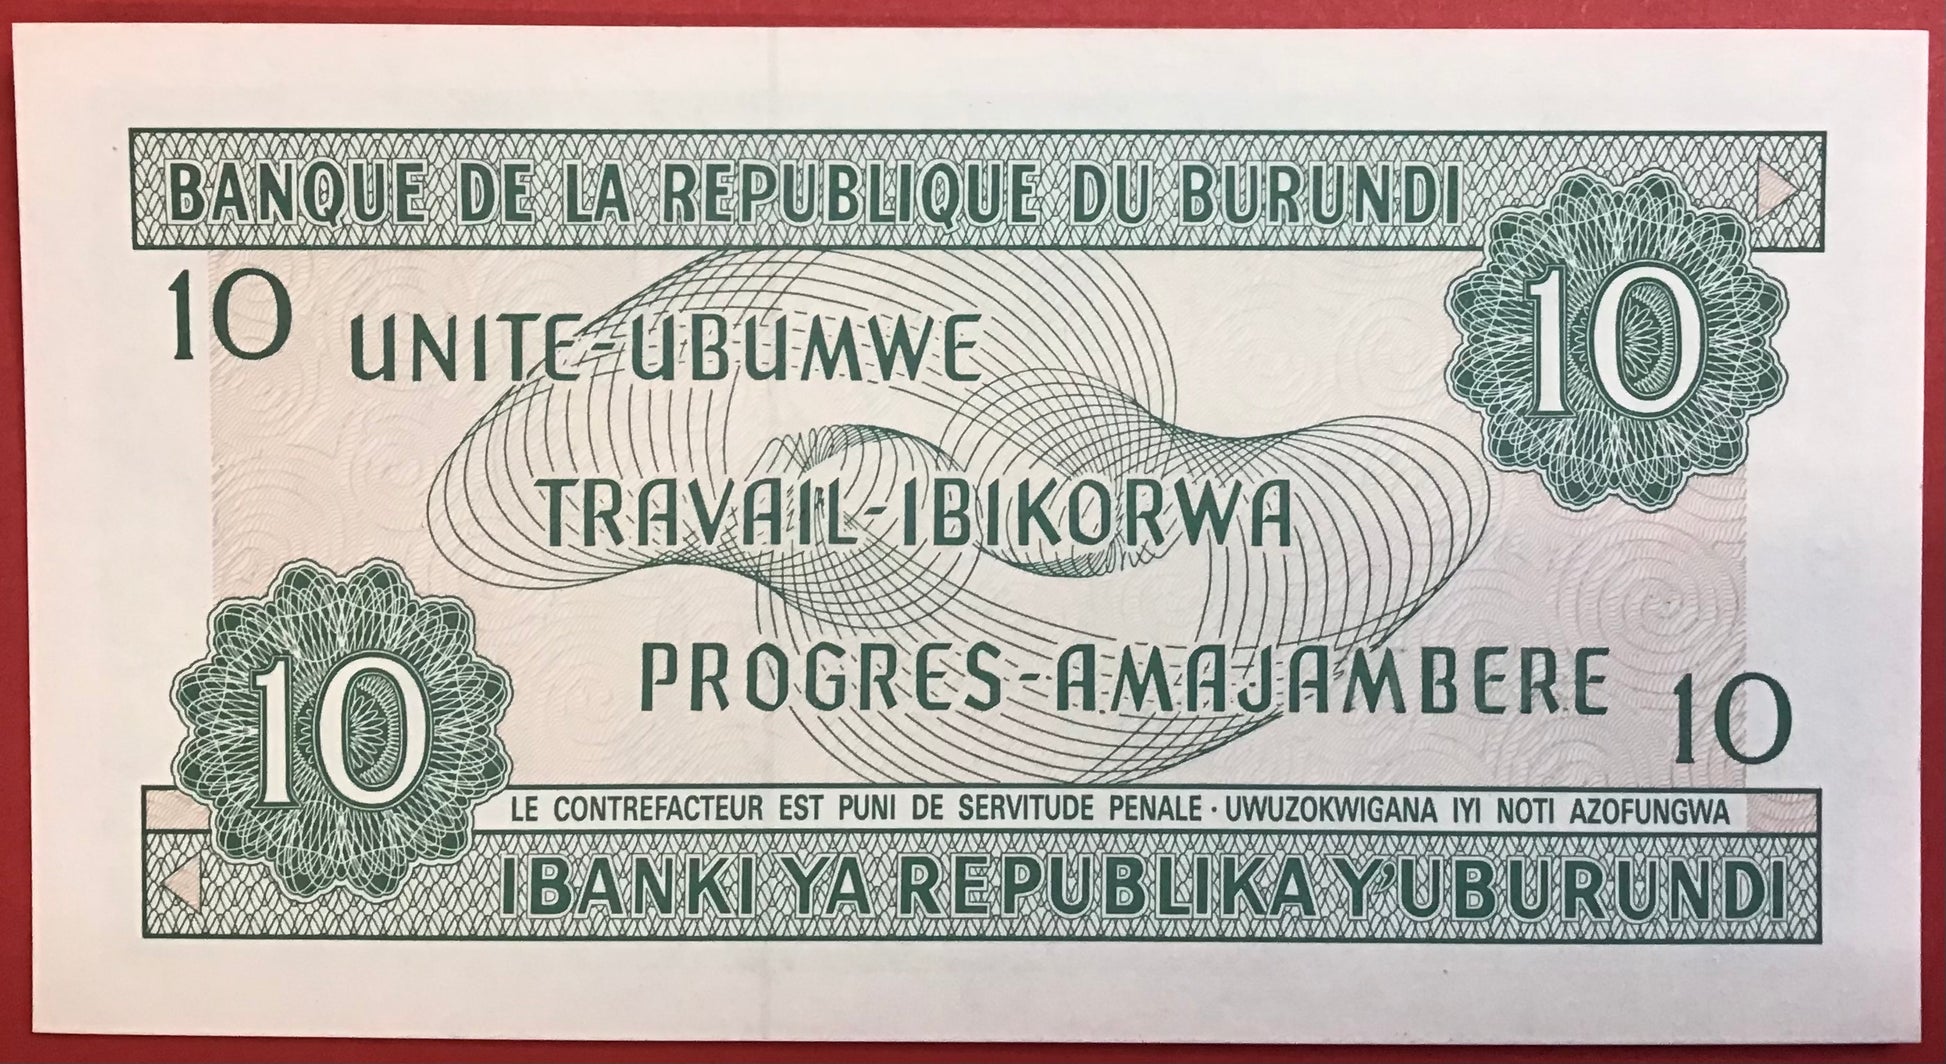 BANQUE DE LA REPUBLIQUE DU BURUNDI
10
10
UNITE-UBUMWE
TRAVAIL-IBIKORWA
PROGRES-AMAJAMBERE
10
10
LE CONTREFACTEUR EST PUNI DE SERVITUDE PENALE · UWUZOKWIGANA IYI NOTI AZOFUNGWA
IBANKI YA REPUBLIKA Y'UBURUNDI